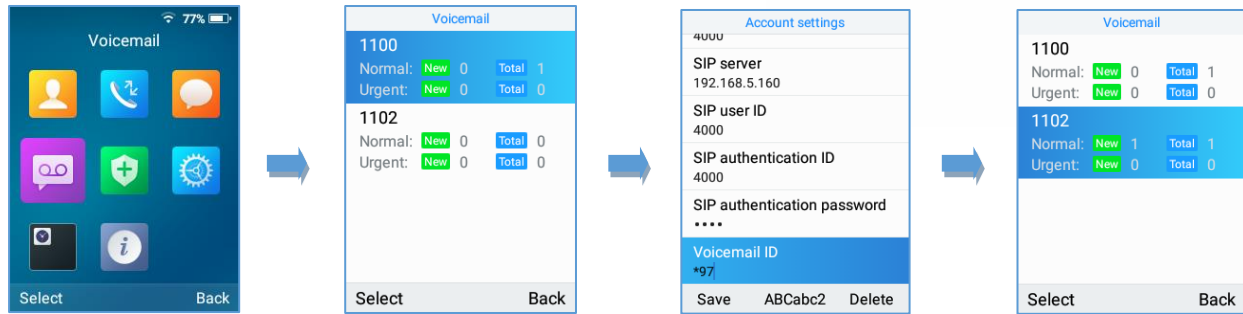 77%
Voicemail
Select Back
Voicemail
1100
Normal: New 0 Total 1
Urgent: New 0 Total 0
1102
Normal: New 0 Total 0
Urgent: New 0 Total 0
Select Back
Account settings
4000
SIP server
192.168.5.160
SIP user ID
4000
SIP authentication ID
4000
SIP authentication password
••••
Voicemail ID
*97
Save ABCabc2 Delete
Voicemail
1100
Normal: New 0 Total 1
Urgent: New 0 Total 0
1102
Normal: New 1 Total 1
Urgent: New 0 Total 0
Select Back